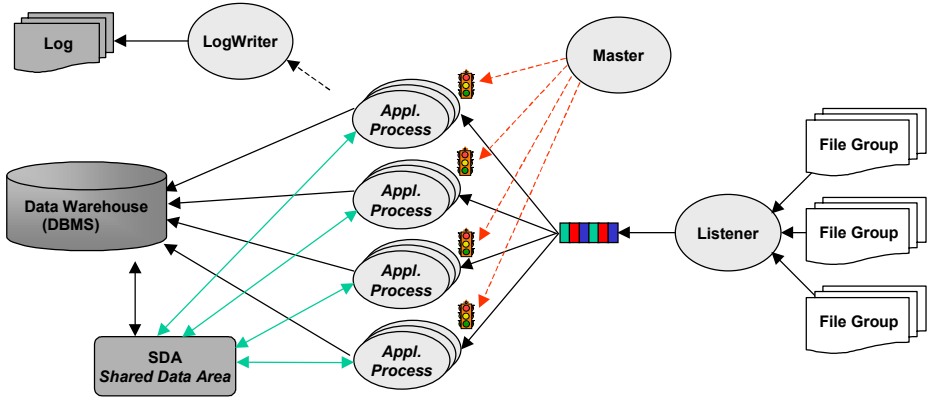 Log
LogWriter
Master
Appl.
Process
File Group
Appl.
Process
Data Warehouse
(DBMS)
Listener
File Group
Appl.
Process
File Group
Appl.
Process
SDA
Shared Data Area